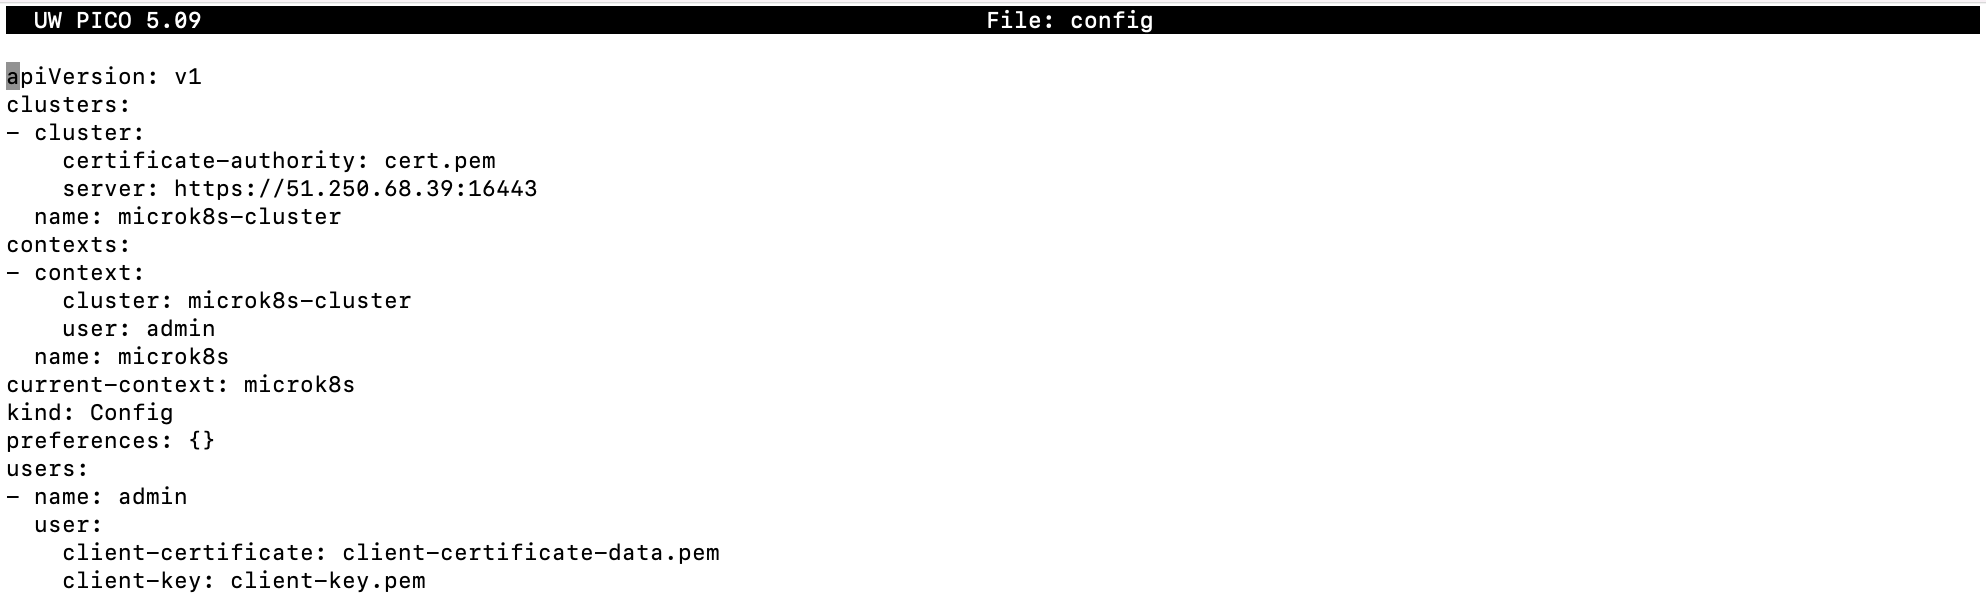 UW PICO 5.09 File: config
apiVersion: v1
clusters:
- cluster:
    certificate-authority: cert.pem
    server: https://51.250.68.39:16443
  name: microk8s-cluster
contexts:
- context:
    cluster: microk8s-cluster
    user: admin
  name: microk8s
current-context: microk8s
kind: Config
preferences: {}
users:
- name: admin
  user:
    client-certificate: client-certificate-data.pem
    client-key: client-key.pem